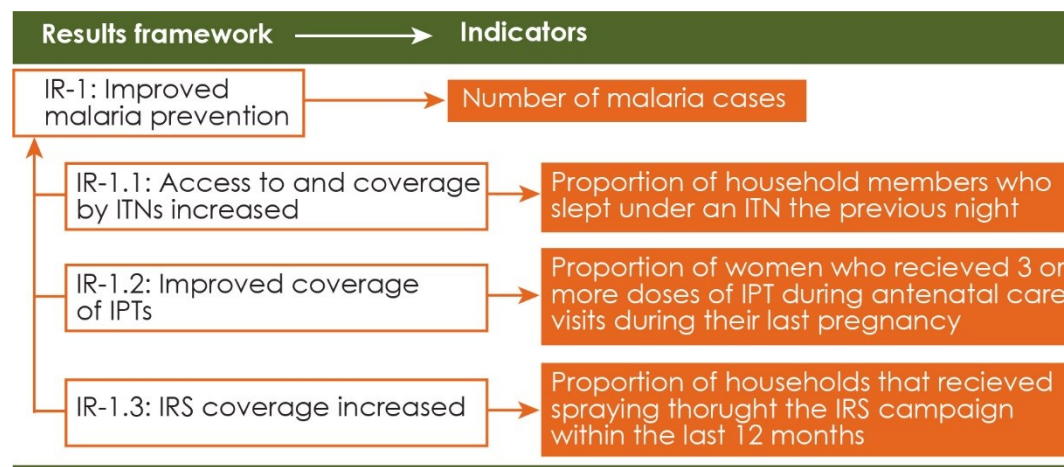 Results framework Indicators
IR-1: Improved
malaria prevention
Number of malaria cases
IR-1.1: Access to and coverage
by ITNs increased
Proportion of household members who
slept under an ITN the previous night
IR-1.2: Improved coverage
of IPTs
Proportion of women who recieved 3 or
more doses of IPT during antenatal care
visits during their last pregnancy
IR-1.3: IRS coverage increased
Proportion of households that recieved
spraying thorught the IRS campaign
within the last 12 months